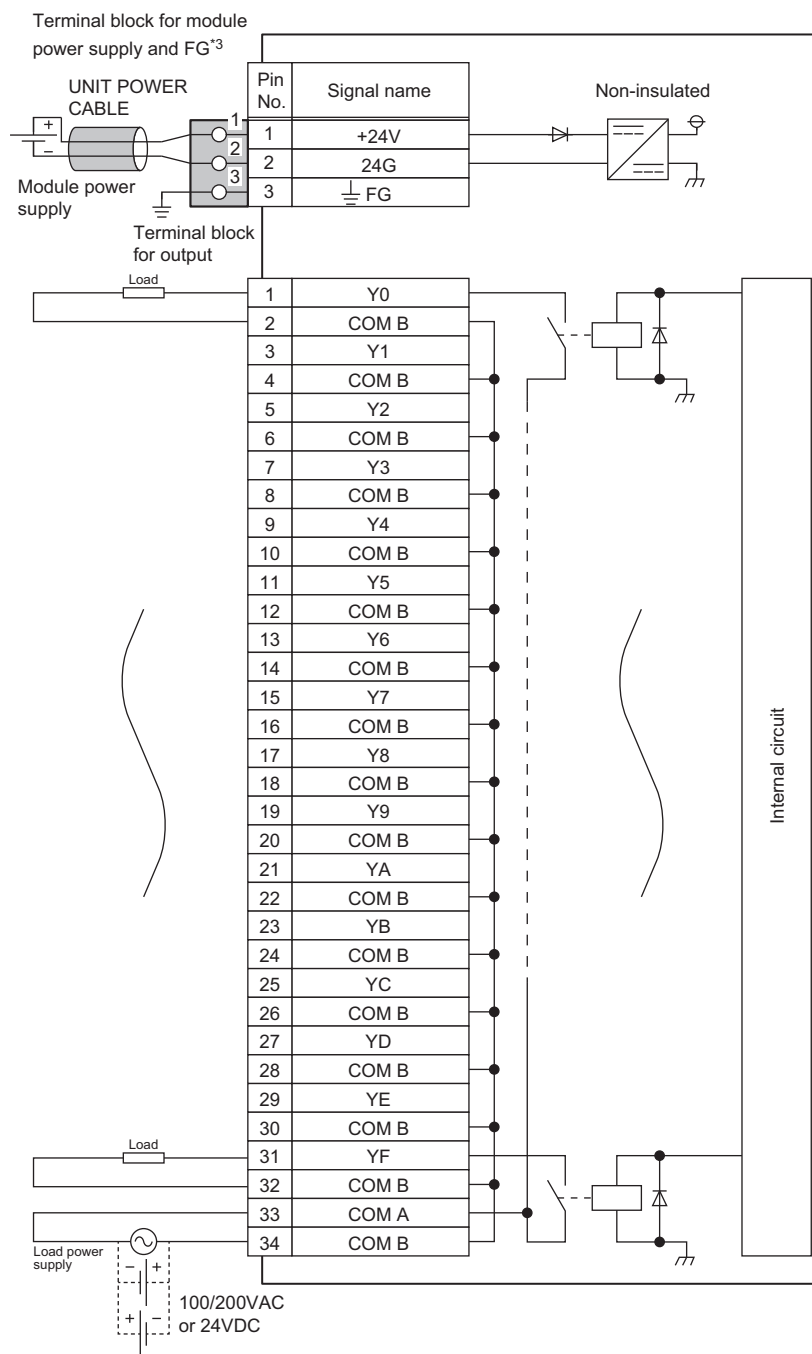 Terminal block for module
power supply and FG*3
UNIT POWER
CABLE
+
−
Module power
supply
1
2
3
Terminal block
for output
Pin No. Signal name
1 +24V
2 24G
3 FG
Non-insulated
Load
1 Y0
2 COM B
3 Y1
4 COM B
5 Y2
6 COM B
7 Y3
8 COM B
9 Y4
10 COM B
11 Y5
12 COM B
13 Y6
14 COM B
15 Y7
16 COM B
17 Y8
18 COM B
19 Y9
20 COM B
21 YA
22 COM B
23 YB
24 COM B
25 YC
26 COM B
27 YD
28 COM B
29 YE
30 COM B
Load
31 YF
32 COM B
33 COM A
34 COM B
Internal circuit
Load power
supply
− +
+ −
100/200VAC
or 24VDC